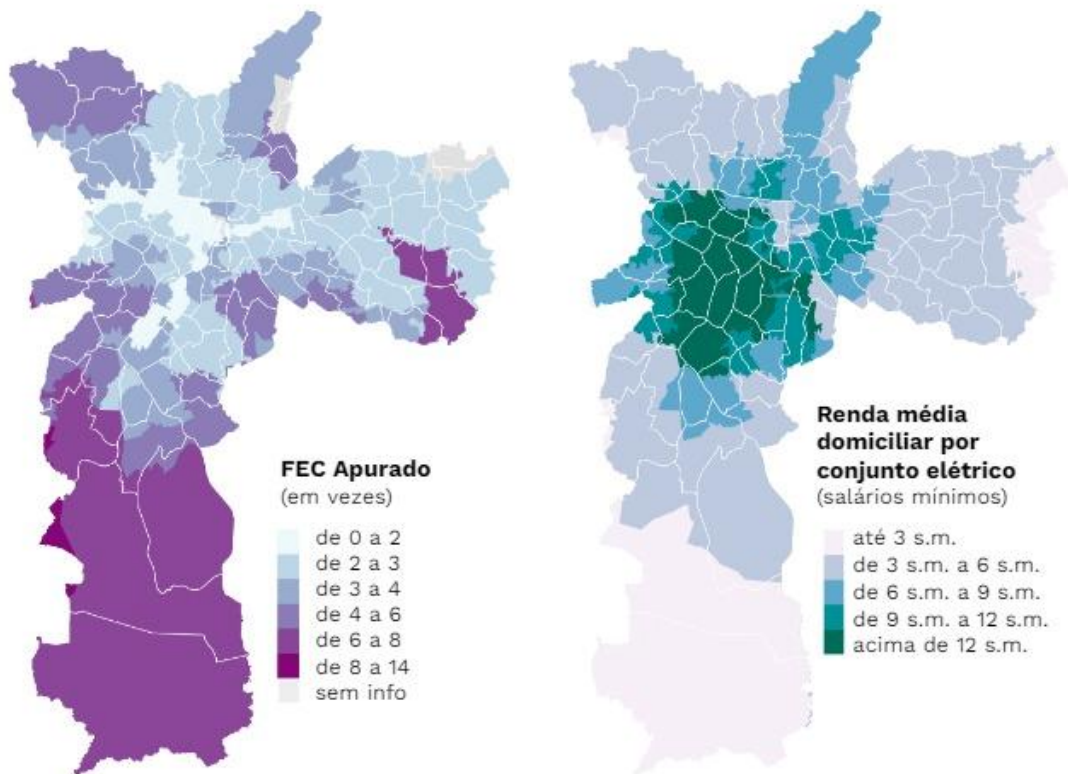 FEC Apurado
(em vezes)
de 0 a 2
de 2 a 3
de 3 a 4
de 4 a 6
de 6 a 8
de 8 a 14
sem info
Renda média
domiciliar por
conjunto elétrico
(salários mínimos)
até 3 s.m.
de 3 s.m. a 6 s.m.
de 6 s.m. a 9 s.m.
de 9 s.m. a 12 s.m.
acima de 12 s.m.